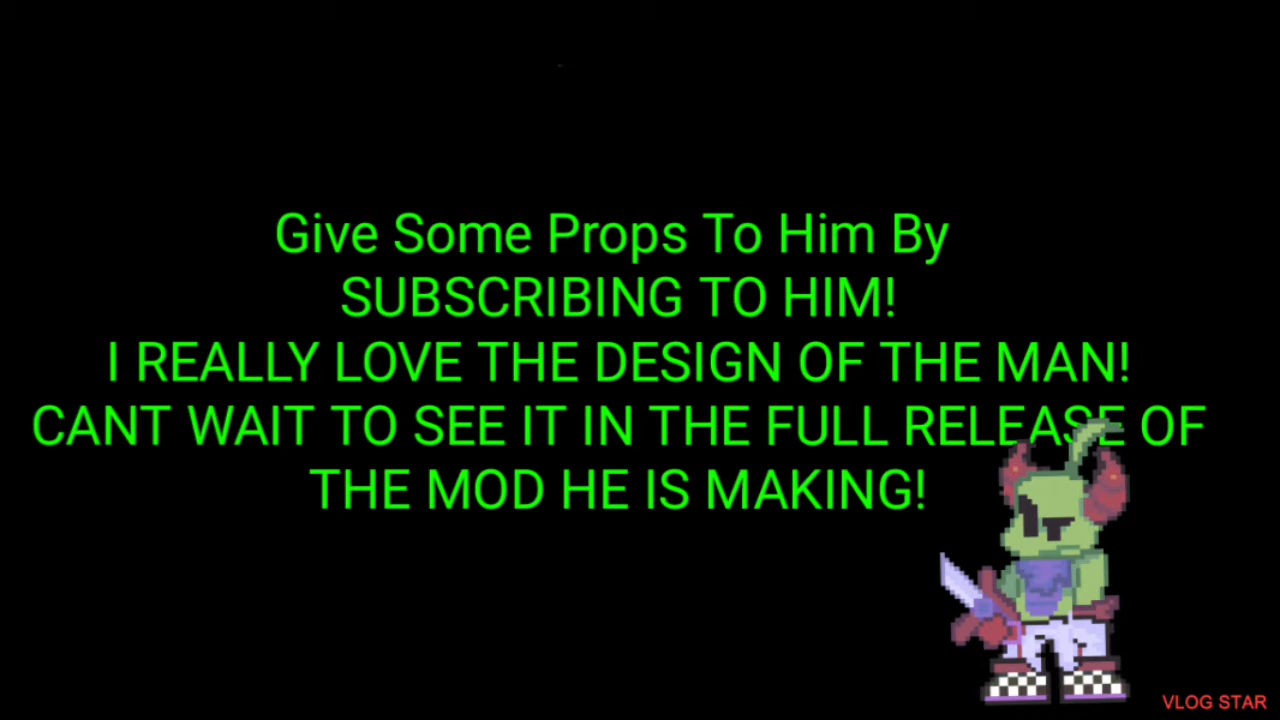 Give Some Props To Him By
SUBSCRIBING TO HIM!
I REALLY LOVE THE DESIGN OF THE MAN!
CANT WAIT TO SEE IT IN THE FULL RELEASE OF
THE MOD HE IS MAKING!
VLOG STAR